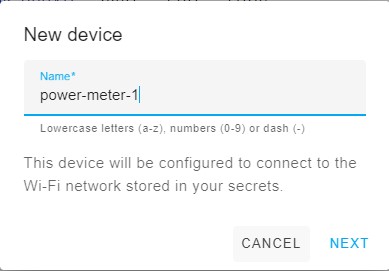 New device
Name*
power-meter-1
Lowercase letters (a-z), numbers (0-9) or dash (-)
This device will be configured to connect to the
Wi-Fi network stored in your secrets.
CANCEL NEXT